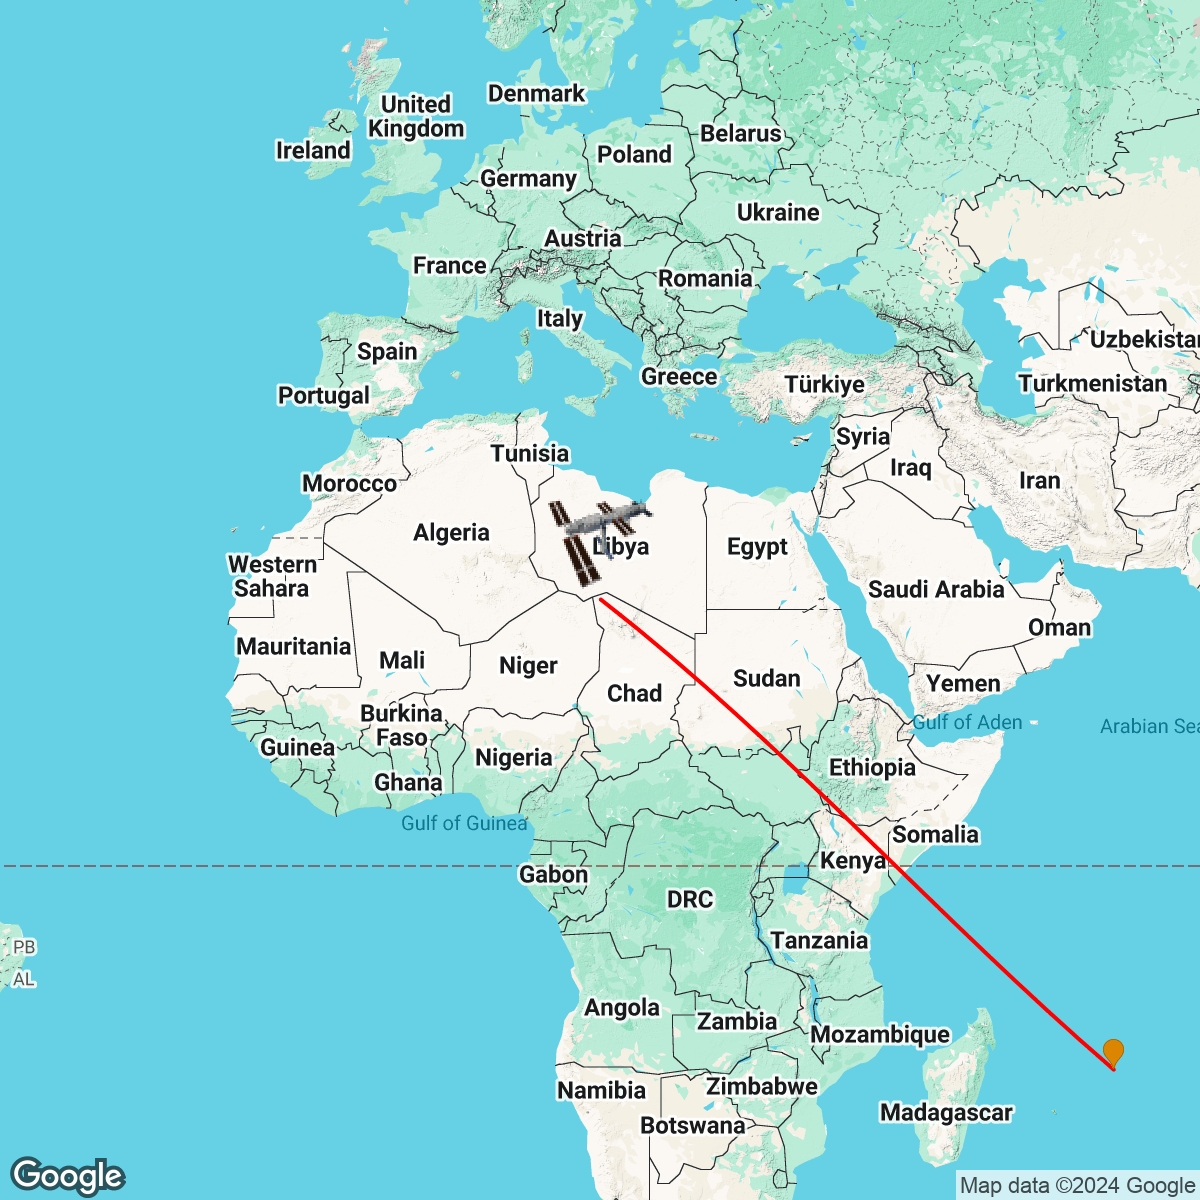 Denmark
United
Kingdom
Ireland
Belarus
Poland
Germany
Ukraine
Austria
France
Romania
Italy
Uzbekistan
Spain
Greece
Türkiye
Turkmenistan
Portugal
Syria
Tunisia
Iraq
Iran
Morocco
Algeria
Libya
Egypt
Western
Sahara
Saudi Arabia
Oman
Mauritania
Mali
Niger
Chad
Sudan
Yemen
Burkina
Faso
Gulf of Aden
Arabian Sea
Guinea
Nigeria
Ethiopia
Ghana
Gulf of Guinea
Somalia
Gabon
Kenya
DRC
PB
Tanzania
AL
Angola
Zambia
Mozambique
Namibia
Zimbabwe
Madagascar
Botswana
Google
Map data ©2024 Google